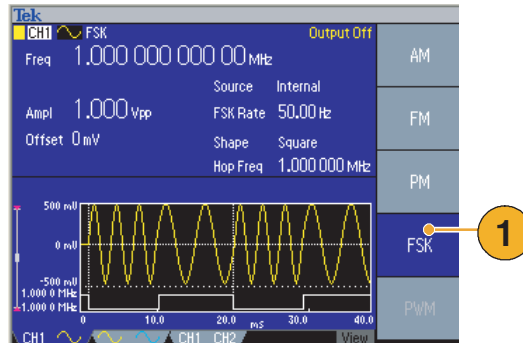 Tek
CH1 FSK Output Off
Freq 1.000 000 000 00 MHz
Source Internal
Ampl 1.000 Vpp FSK Rate 50.00 Hz
Offset 0 mV
Shape Square
Hop Freq 1.000 000 MHz
500 mV
0 mV
-500 mV
1.000 0 MHz
1.000 0 MHz
0 10.0 20.0 ms 30.0 40.0
CH1 CH1 CH2 View
AM
FM
PM
FSK
PWM
1